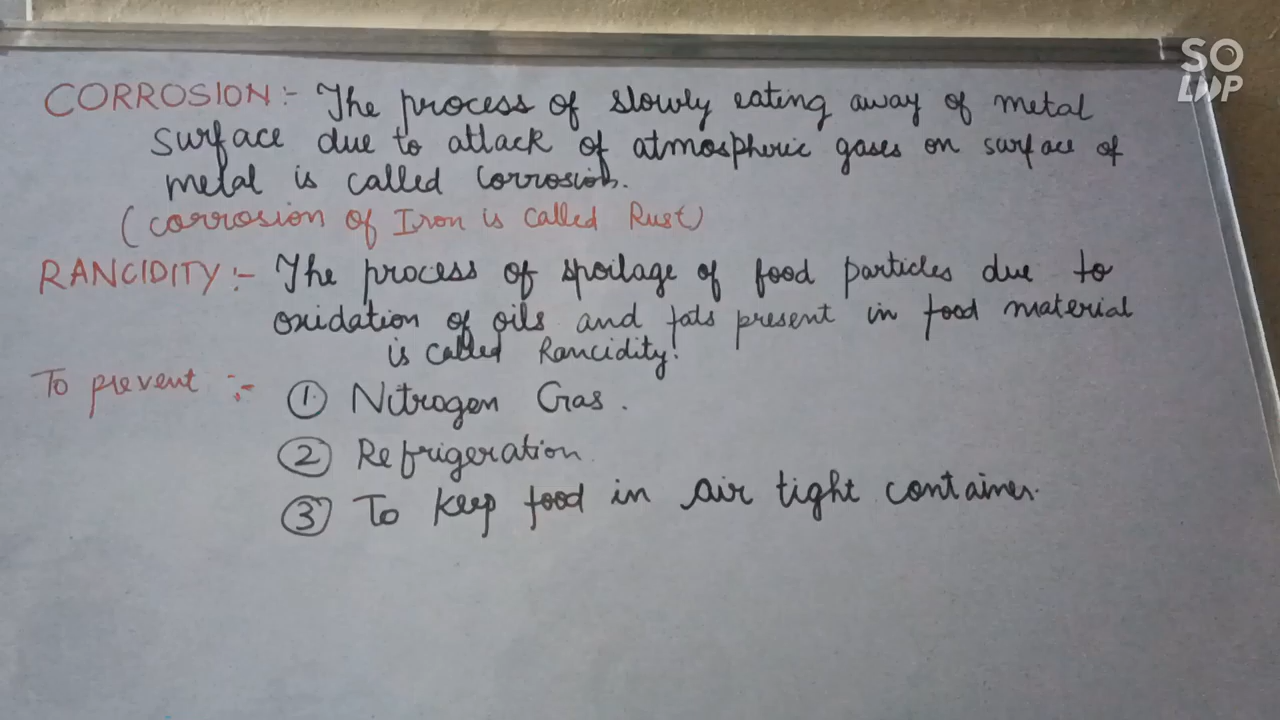 CORROSION:- The process of slowly eating away of metal
surface due to attack of atmospheric gases on surface of
metal is called corrosion.
(corrosion of Iron is called Rust)
RANCIDITY:- The process of spoilage of food particles due to
oxidation of oils and fats present in food material
is called Rancidity.
To prevent :- ① Nitrogen Gas.
② Refrigeration
③ To keep food in air tight container.
SO
LWP